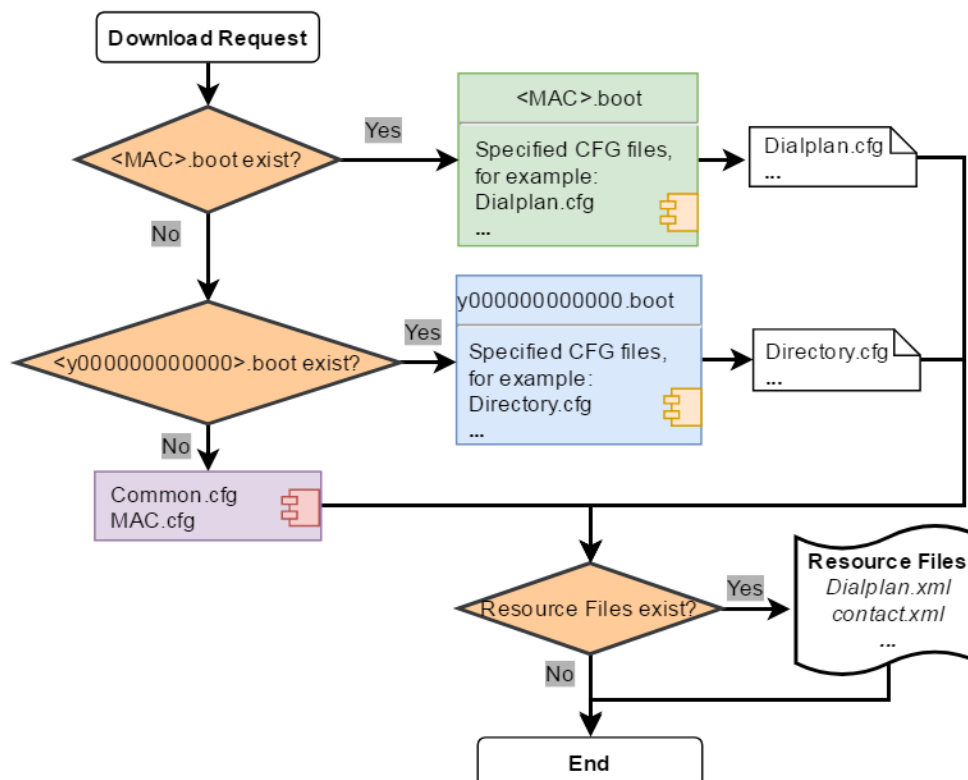 Download Request
<MAC>.boot exist?
Yes
<MAC>.boot
Specified CFG files,
for example:
Dialplan.cfg
...
Dialplan.cfg
...
No
<y000000000000>.boot exist?
Yes
y000000000000.boot
Specified CFG files,
for example:
Directory.cfg
...
Directory.cfg
...
No
Common.cfg
MAC.cfg
Resource Files exist?
Yes
Resource Files
Dialplan.xml
contact.xml
...
No
End